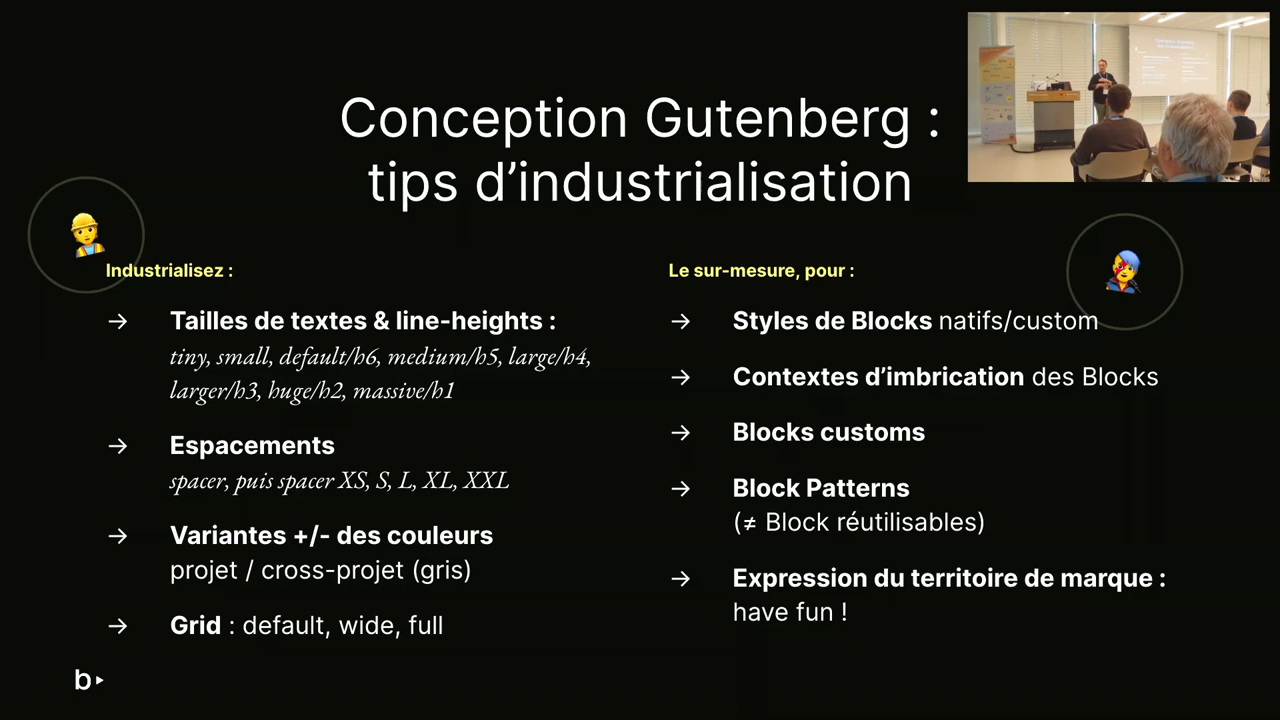 Conception Gutenberg :
tips d’industrialisation
Industrialisez :
→ Tailles de textes & line-heights :
tiny, small, default/h6, medium/h5, large/h4,
larger/h3, huge/h2, massive/h1
→ Espacements
spacer, puis spacer XS, S, L, XL, XXL
→ Variantes +/- des couleurs
projet / cross-projet (gris)
→ Grid : default, wide, full
Le sur-mesure, pour :
→ Styles de Blocks natifs/custom
→ Contextes d’imbrication des Blocks
→ Blocks customs
→ Block Patterns
(≠ Block réutilisables)
→ Expression du territoire de marque :
have fun !
b